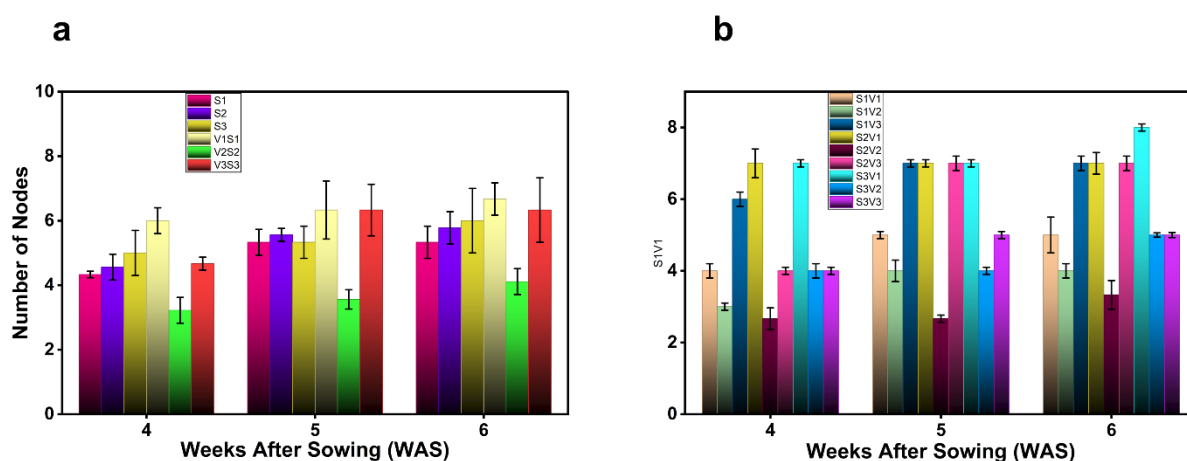 a
Number of Nodes
10
8
6
4
2
0
S1
S2
S3
V1S1
V2S2
V3S3
4 5 6
Weeks After Sowing (WAS)
b
S1V1
8
6
4
2
0
S1V1
S1V2
S1V3
S2V1
S2V2
S2V3
S3V1
S3V2
S3V3
4 5 6
Weeks After Sowing (WAS)